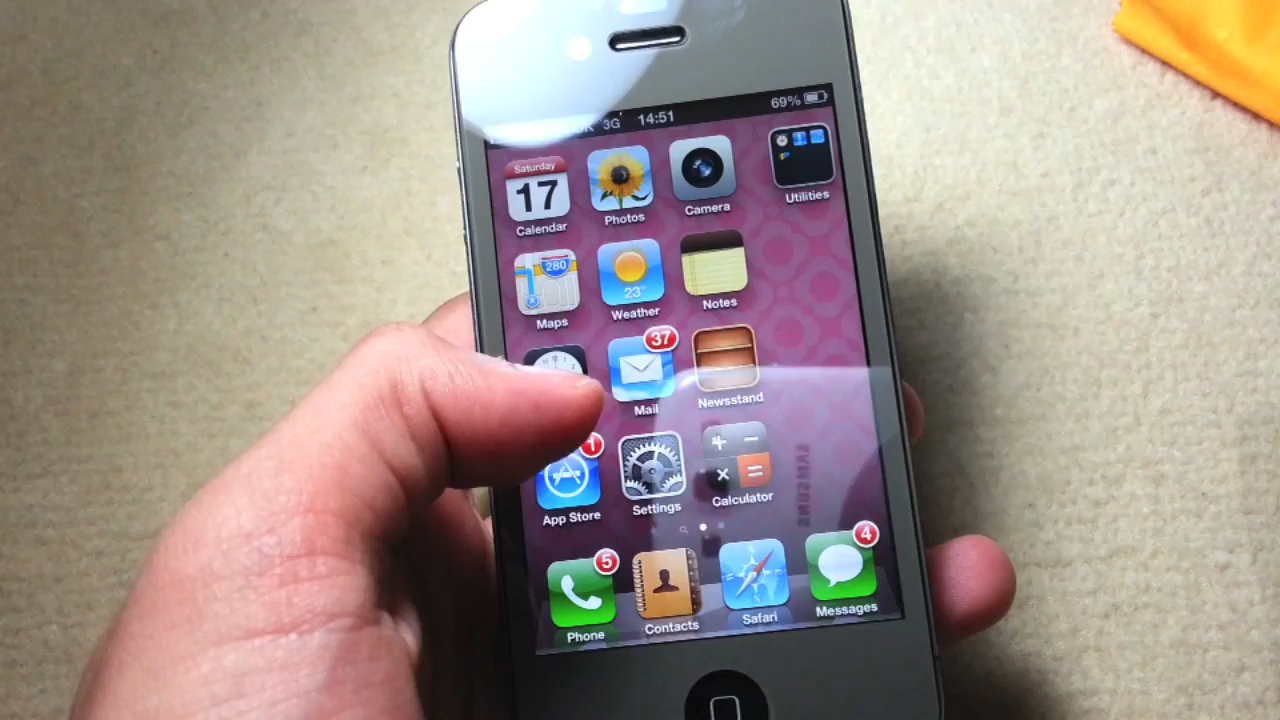 3G 14:51 69%
Saturday
17
Calendar
Photos
Camera
Utilities
280
Maps
23°
Weather
Notes
37
Mail
Newsstand
1
App Store
Settings
Calculator
5
Phone
Contacts
Safari
4
Messages
SAMSUNG